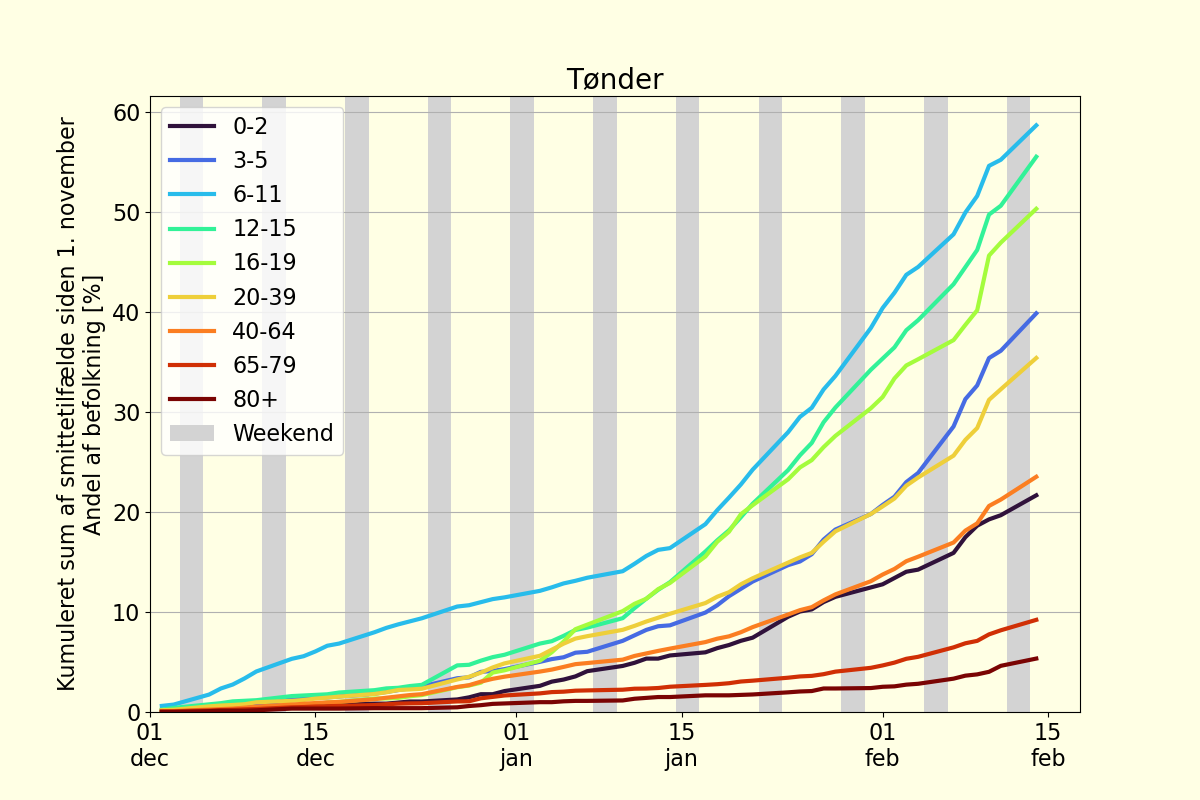 Tønder
Kumuleret sum af smittetilfælde siden 1. november
Andel af befolkning [%]
60
50
40
30
20
10
0
0-2
3-5
6-11
12-15
16-19
20-39
40-64
65-79
80+
Weekend
01 15 01 15 01 15
dec dec jan jan feb feb